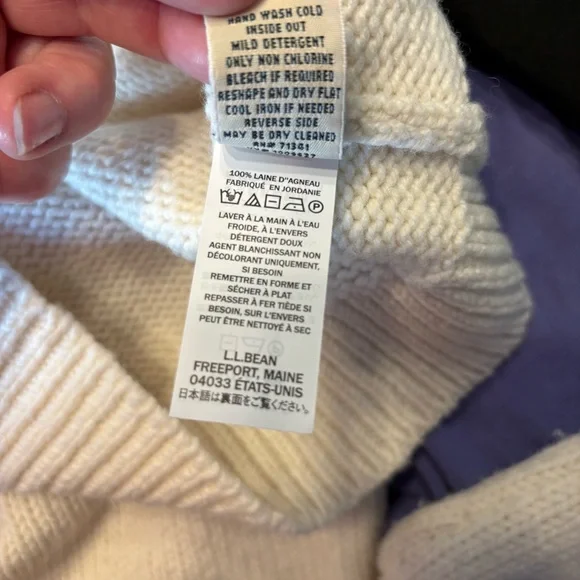 HAND WASH COLD
INSIDE OUT
MILD DETERGENT
ONLY NON CHLORINE
BLEACH IF REQUIRED
RESHAPE AND DRY FLAT
COOL IRON IF NEEDED
REVERSE SIDE
MAY BE DRY CLEANED
RN# 71341
100% LAINE D"AGNEAU
FABRIQUÉ EN JORDANIE
LAVER À LA MAIN À L'EAU
FROIDE, À L'ENVERS
DÉTERGENT DOUX
AGENT BLANCHISSANT NON
DÉCOLORANT UNIQUEMENT,
SI BESOIN
REMETTRE EN FORME ET
SÉCHER À PLAT
REPASSER À FER TIÈDE SI
BESOIN, SUR L'ENVERS
PEUT ÊTRE NETTOYÉ À SEC
L.L.BEAN
FREEPORT, MAINE
04033 ÉTATS-UNIS
日本語は裏面をご覧ください。